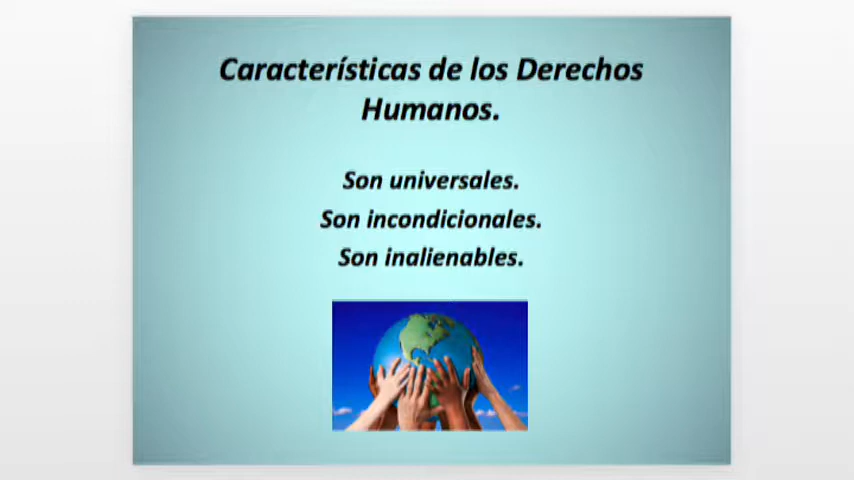 Características de los Derechos
Humanos.
Son universales.
Son incondicionales.
Son inalienables.